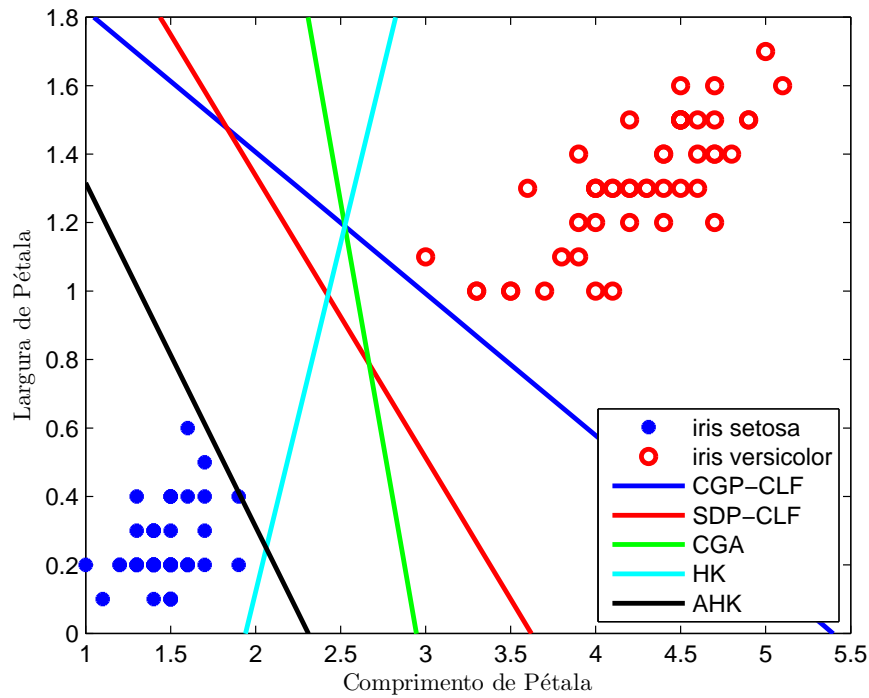 1.8
1.6
1.4
1.2
1
0.8
0.6
0.4
0.2
0
Largura de Pétala
1 1.5 2 2.5 3 3.5 4 4.5 5 5.5
Comprimento de Pétala
iris setosa
iris versicolor
CGP−CLF
SDP−CLF
CGA
HK
AHK